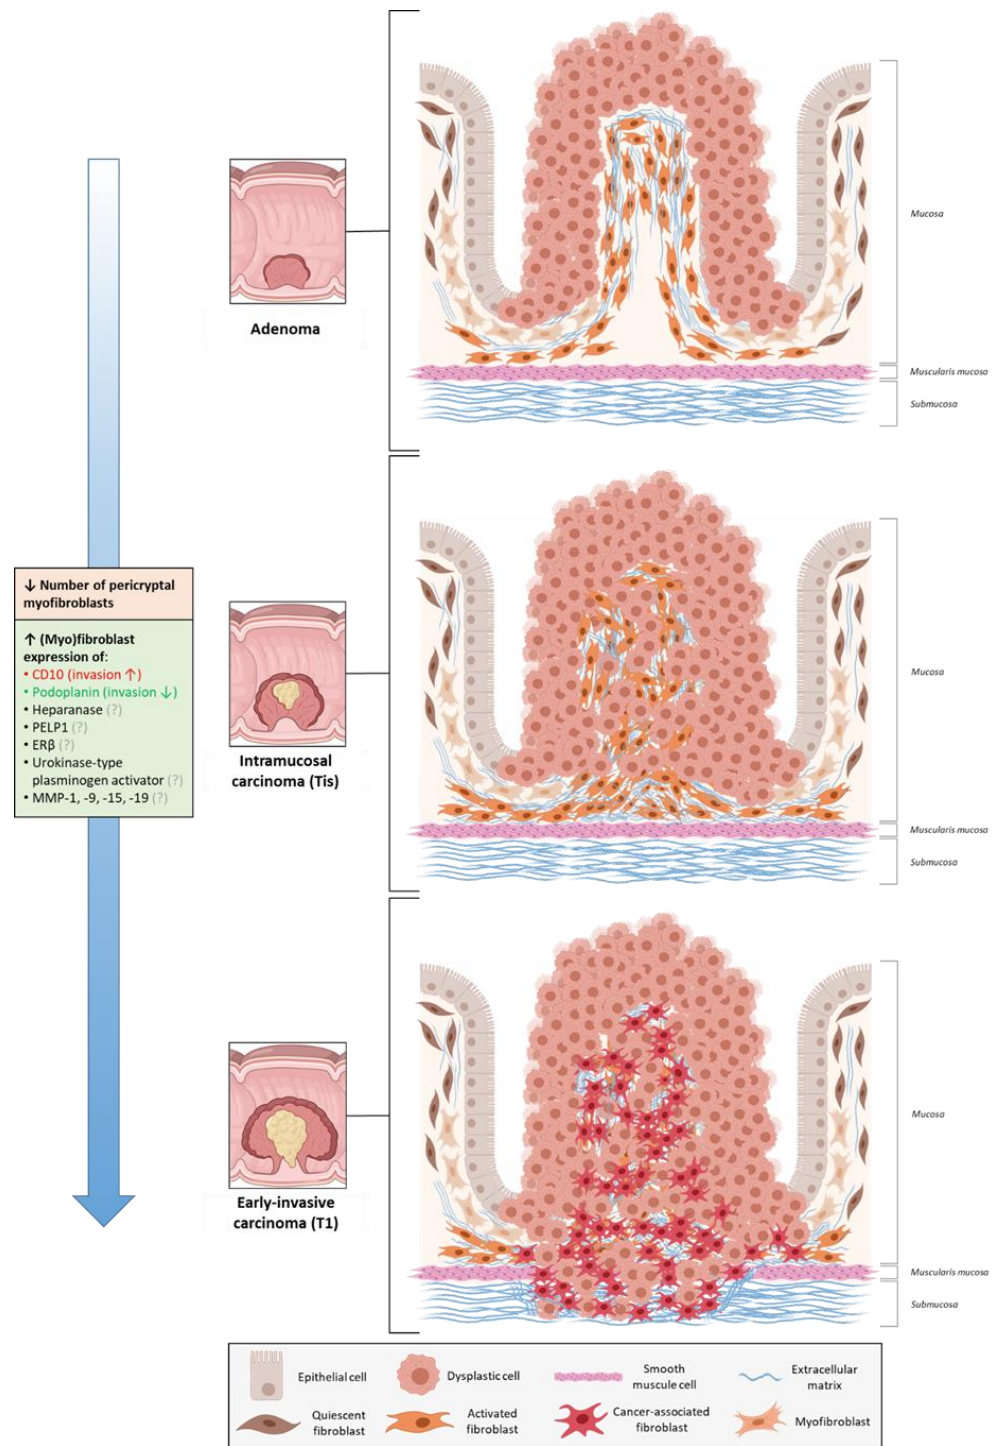 Mucosa
Adenoma
Muscularis mucosa
Submucosa
↓ Number of pericryptal
myofibroblasts
↑ (Myo)fibroblast
expression of:
• CD10 (invasion ↑)
• Podoplanin (invasion ↓)
• Heparanase (?)
• PELP1 (?)
• ERβ (?)
• Urokinase-type
plasminogen activator (?)
• MMP-1, -9, -15, -19 (?)
Mucosa
Intramucosal
carcinoma (Tis)
Muscularis mucosa
Submucosa
Mucosa
Early-invasive
carcinoma (T1)
Muscularis mucosa
Submucosa
Epithelial cell
Dysplastic cell
Smooth
muscule cell
Extracellular
matrix
Quiescent
fibroblast
Activated
fibroblast
Cancer-associated
fibroblast
Myofibroblast